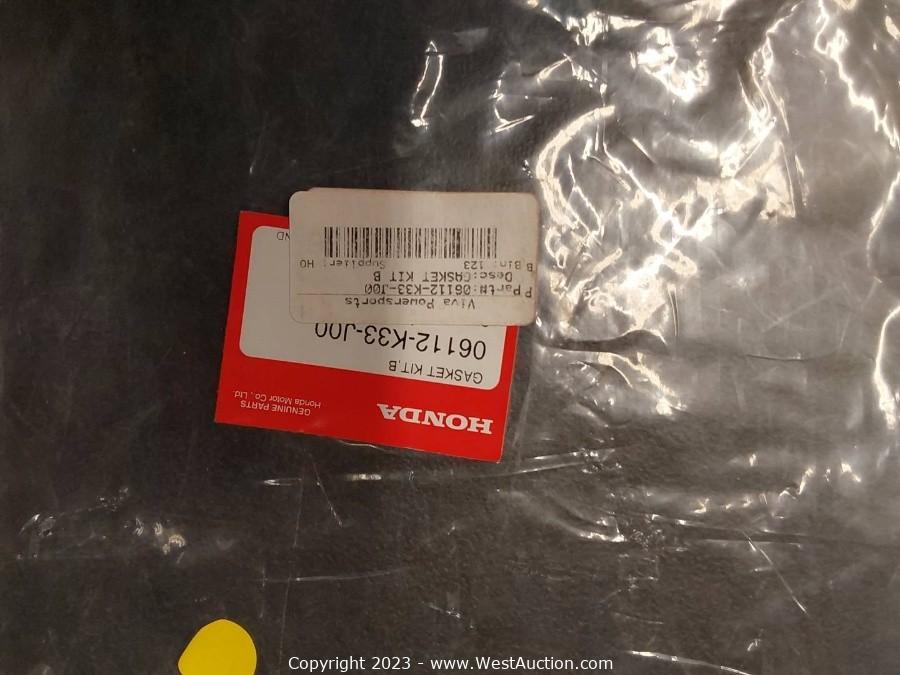 HONDA
GENUINE PARTS
Honda Motor Co., Ltd
GASKET KIT,B
06112-K33-J00
Viva Powersports
Part#:06112-K33-J00
Desc:GASKET KIT B
Bin: 123 Supplier: HO
Copyright 2023 - www.WestAuction.com